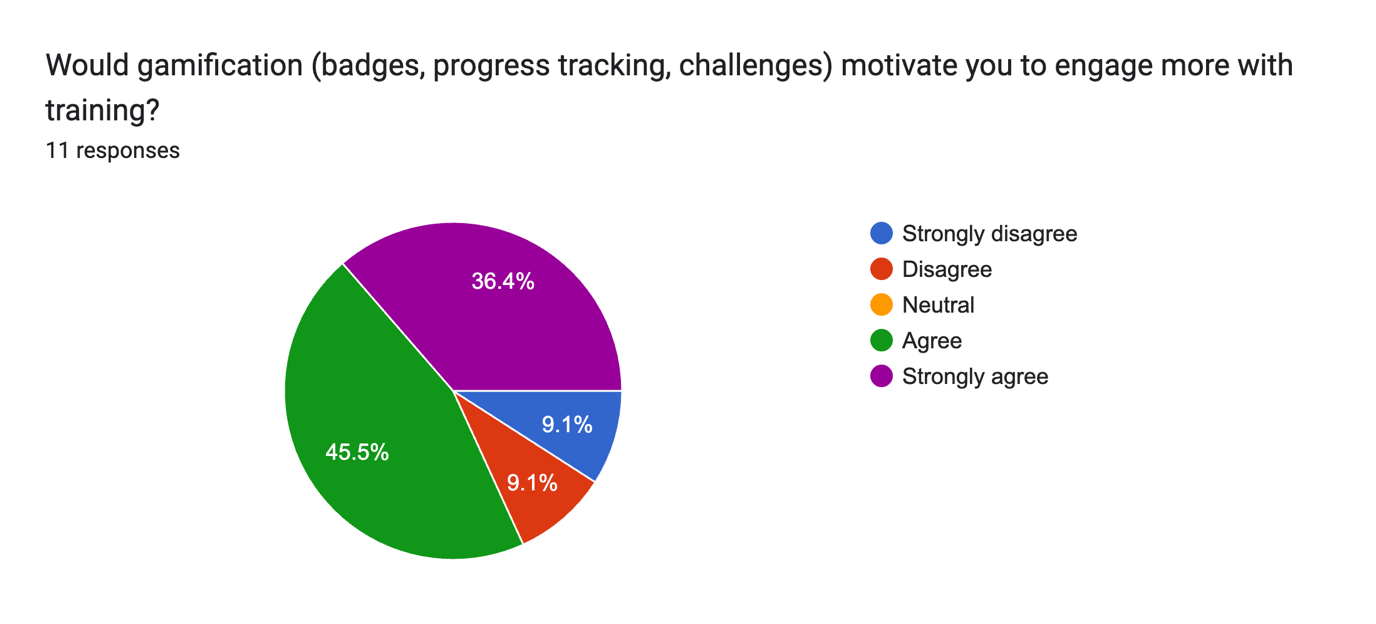 Would gamification (badges, progress tracking, challenges) motivate you to engage more with
training?
11 responses
36.4%
9.1%
45.5%
9.1%
Strongly disagree
Disagree
Neutral
Agree
Strongly agree